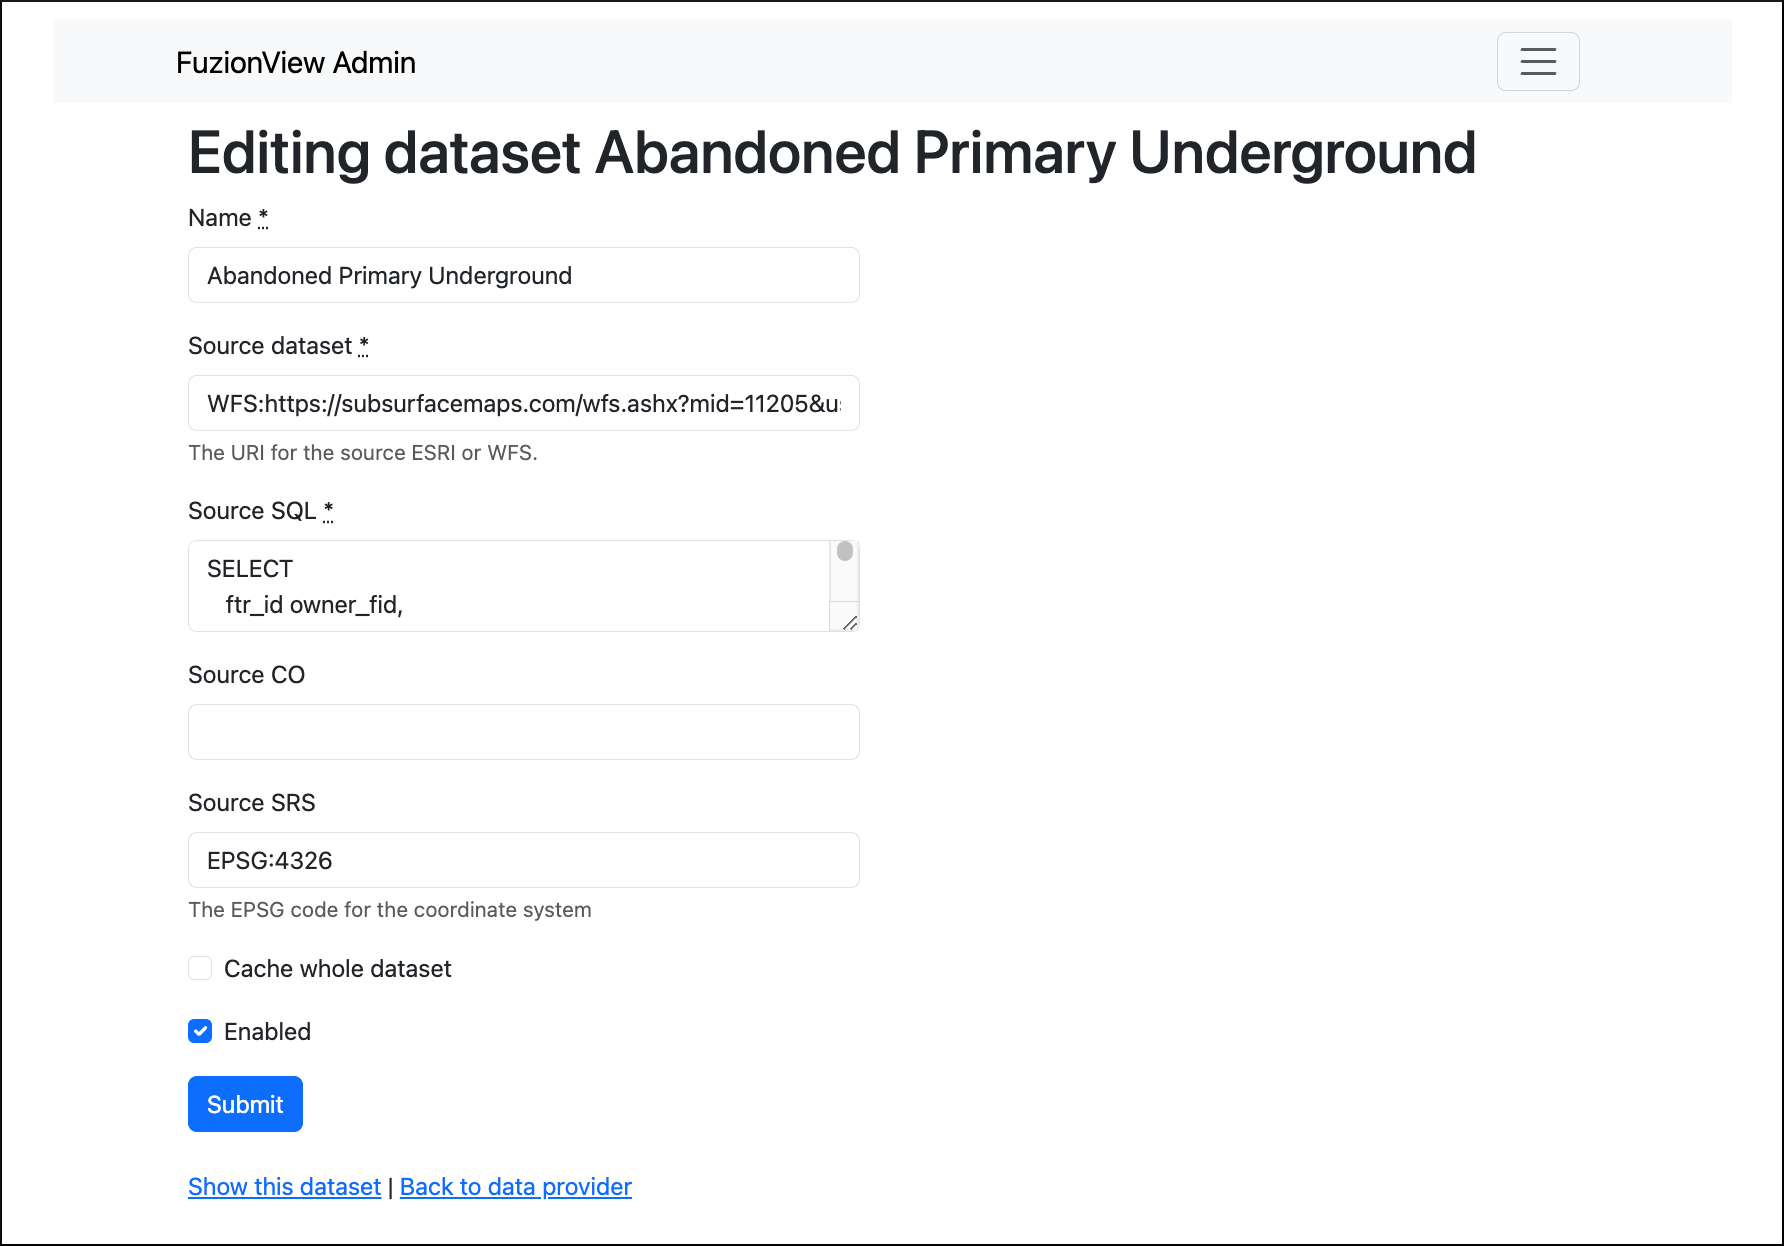 FuzionView Admin
Editing dataset Abandoned Primary Underground
Name *
Abandoned Primary Underground
Source dataset *
WFS:https://subsurfacemaps.com/wfs.ashx?mid=11205&u
The URI for the source ESRI or WFS.
Source SQL *
SELECT
ftr_id owner_fid,
Source CO
Source SRS
EPSG:4326
The EPSG code for the coordinate system
Cache whole dataset
Enabled
Submit
Show this dataset | Back to data provider